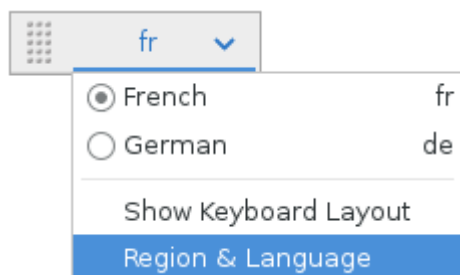 fr
French fr
German de
Show Keyboard Layout
Region & Language